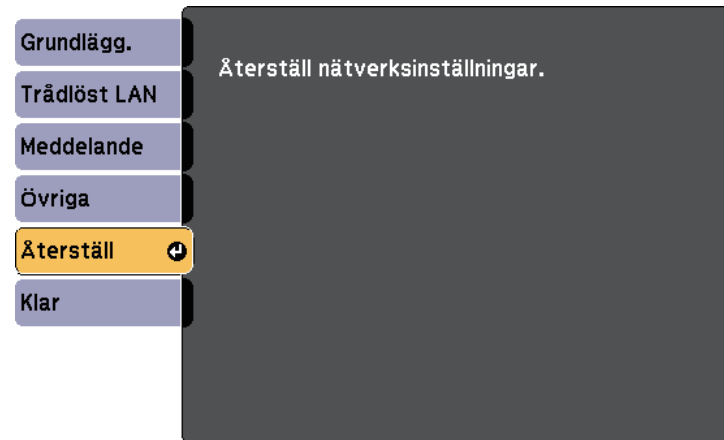 Grundlägg.
Trådlöst LAN
Meddelande
Övriga
Återställ
Klar
Återställ nätverksinställningar.